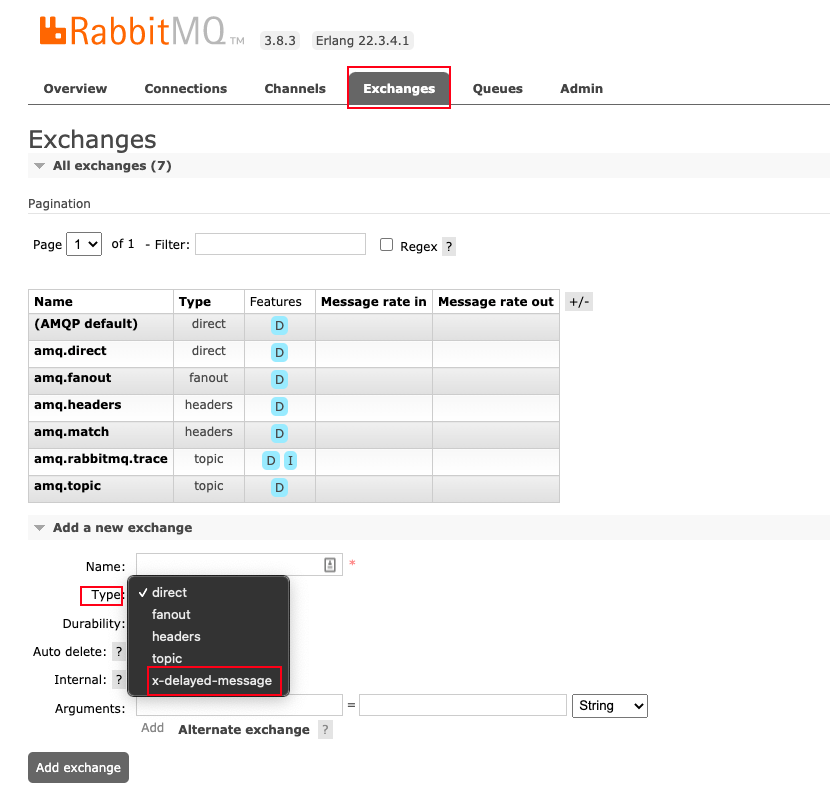 RabbitMQ TM 3.8.3 Erlang 22.3.4.1
Overview Connections Channels Exchanges Queues Admin
Exchanges
All exchanges (7)
Pagination
Page 1 of 1 - Filter: Regex ?
Name Type Features Message rate in Message rate out +/-
(AMQP default) direct D
amq.direct direct D
amq.fanout fanout D
amq.headers headers D
amq.match headers D
amq.rabbitmq.trace topic D I
amq.topic topic D
Add a new exchange
Name: *
Type: ✓ direct
fanout
Durability:
headers
Auto delete: ?
topic
Internal: ?
x-delayed-message
Arguments: = String
Add Alternate exchange ?
Add exchange